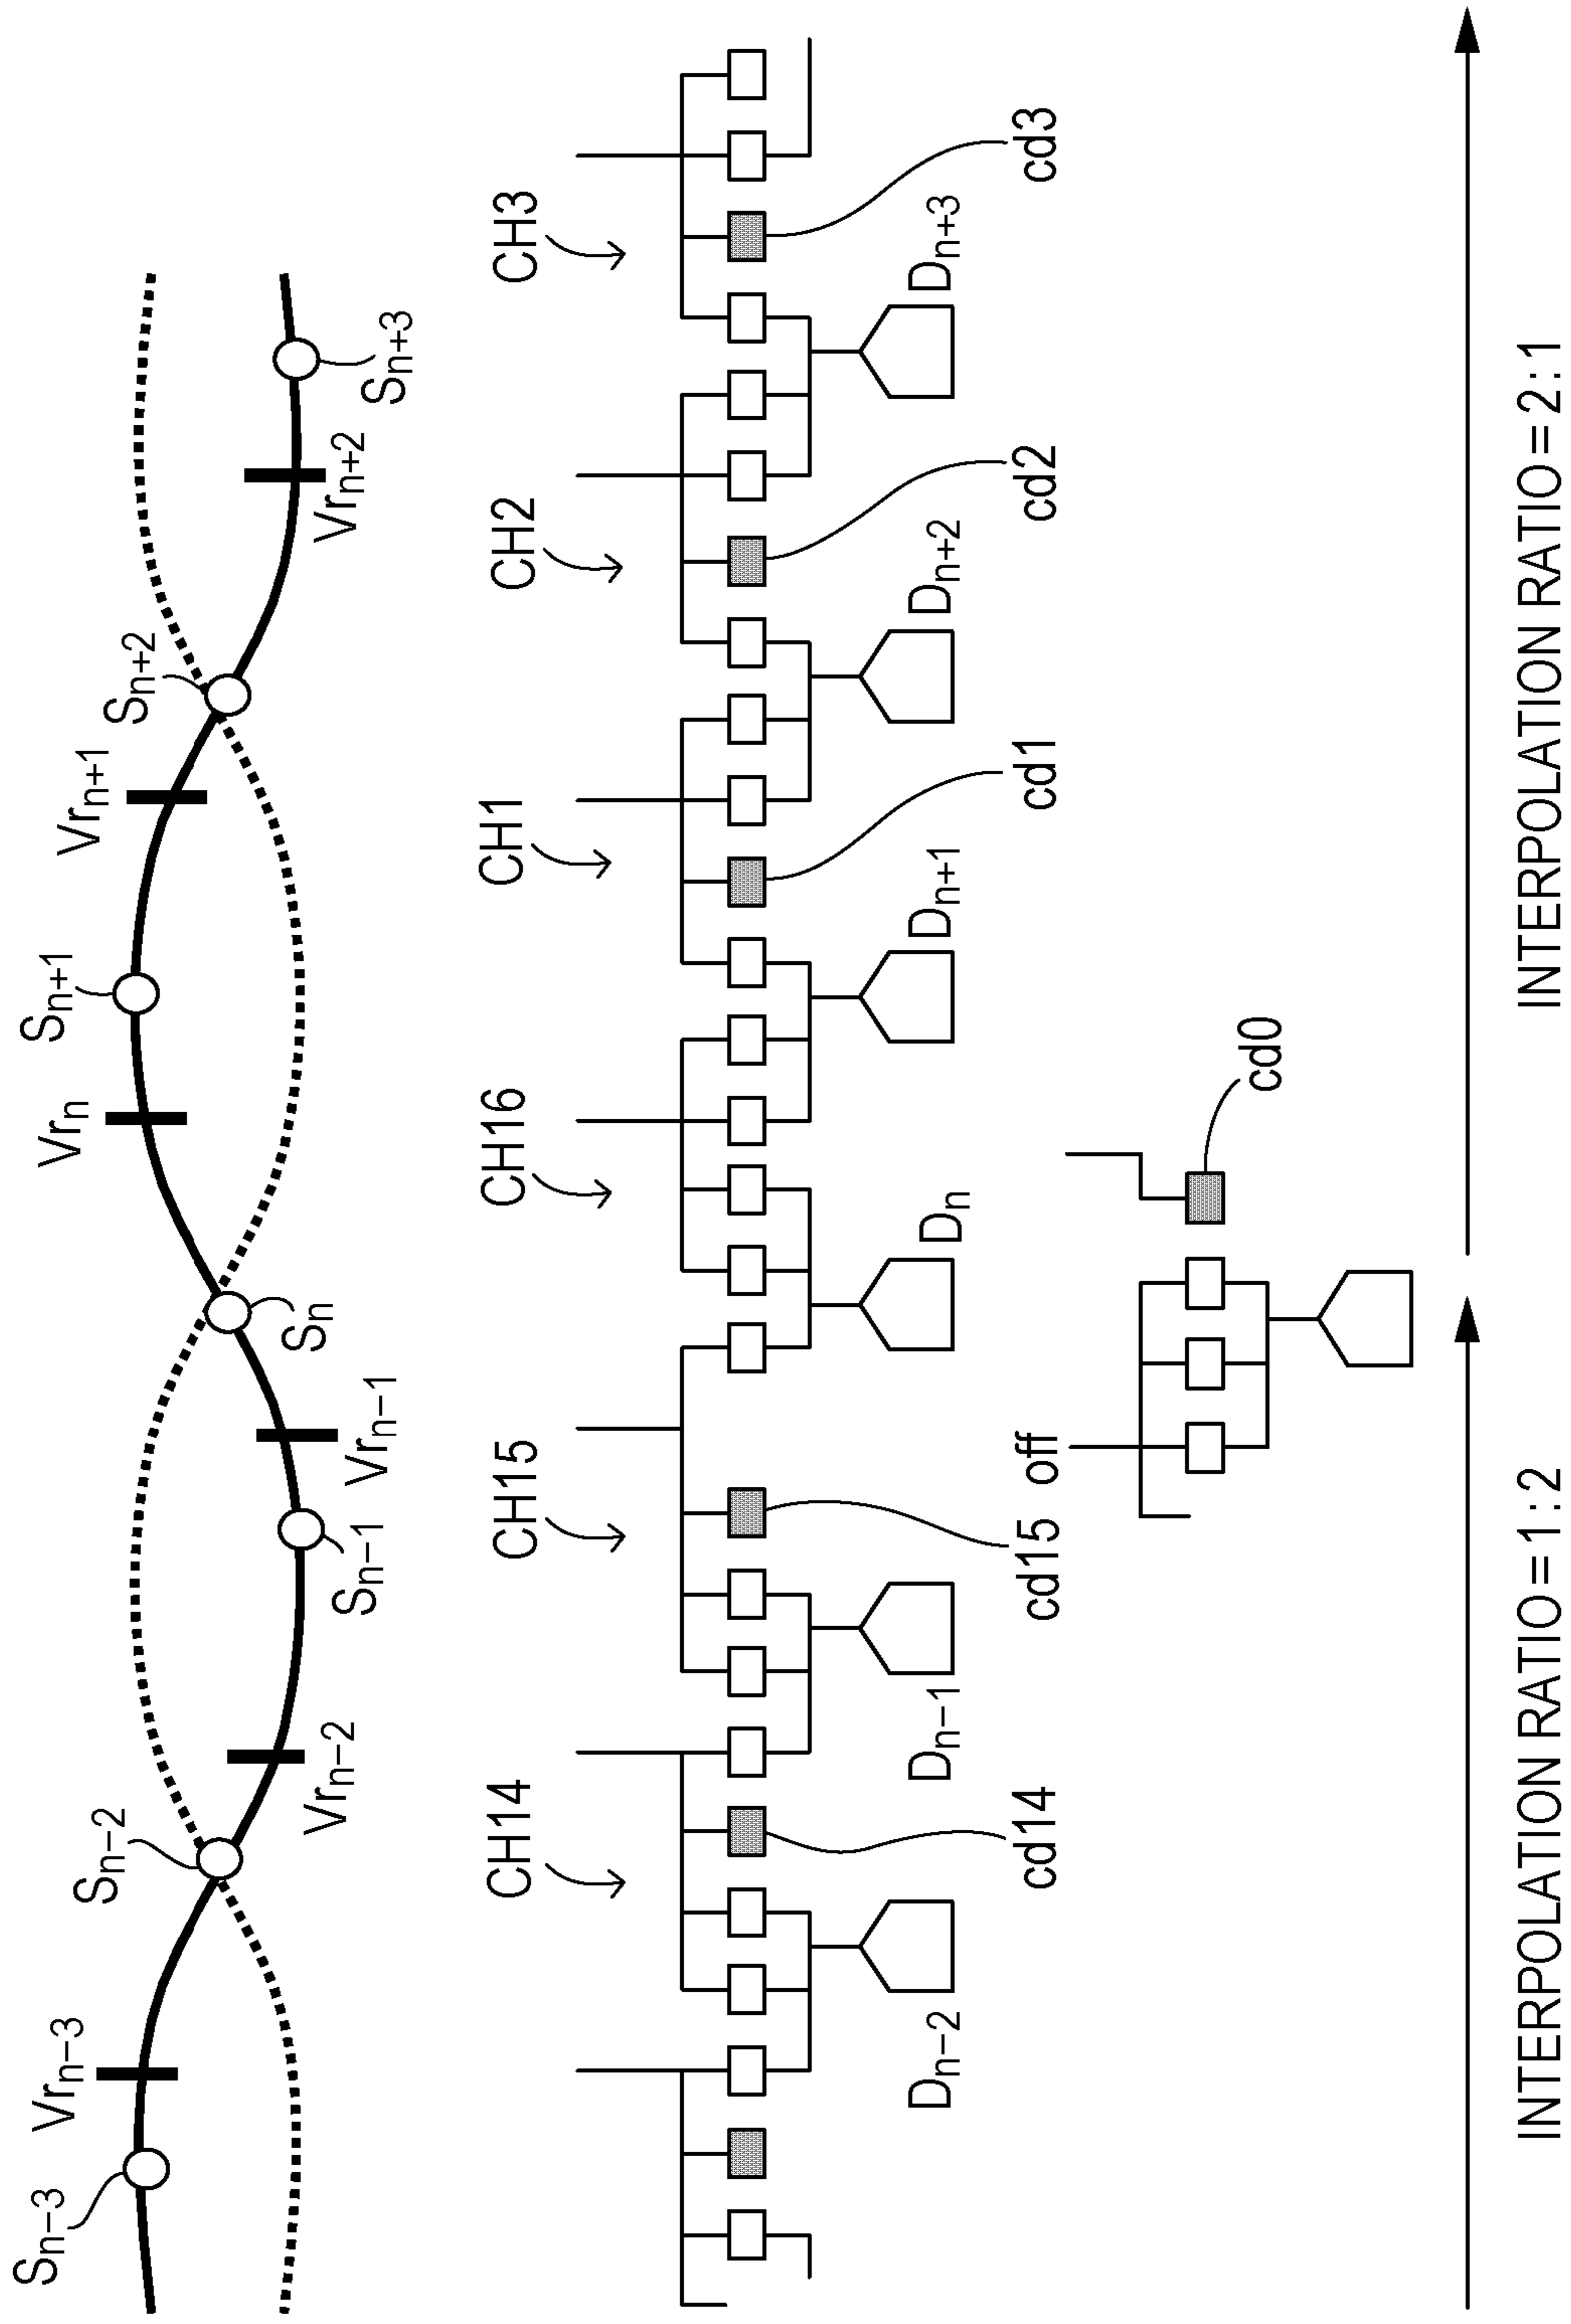 Sn−3
Vrn−3
Sn−2
Vrn−2
Sn−1
Vrn−1
Sn
Vrn
Sn+1
Vrn+1
Sn+2
Vrn+2
Sn+3
CH14
CH15
CH16
CH1
CH2
CH3
Dn−2
Dn−1
Dn
Dn+1
Dn+2
Dn+3
cd14
cd15
off
cd1
cd2
cd3
cd0
INTERPOLATION RATIO = 1:2
INTERPOLATION RATIO = 2:1